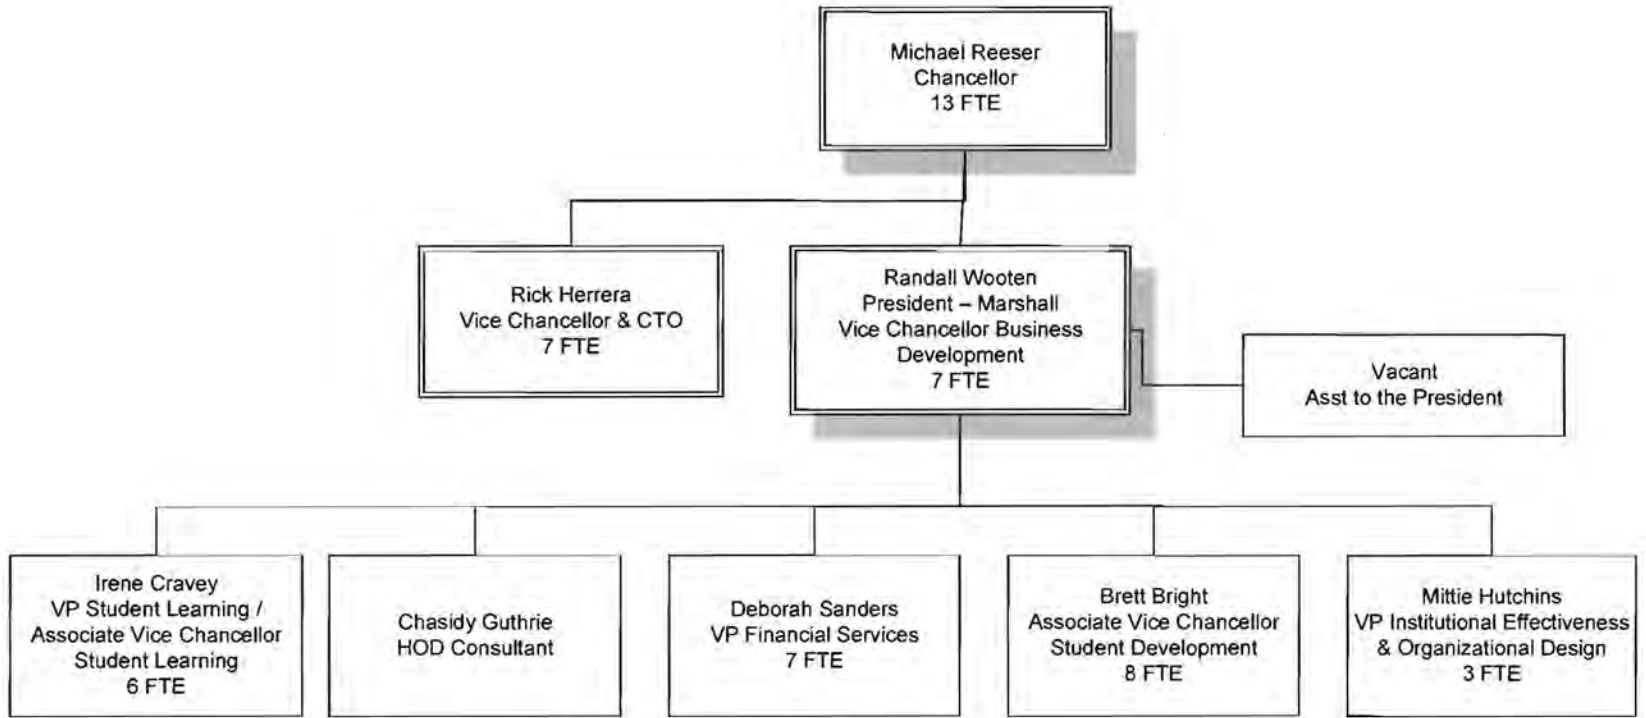 Michael Reeser
Chancellor
13 FTE
Rick Herrera
Vice Chancellor & CTO
7 FTE
Randall Wooten
President – Marshall
Vice Chancellor Business
Development
7 FTE
Vacant
Asst to the President
Irene Cravey
VP Student Learning /
Associate Vice Chancellor
Student Learning
6 FTE
Chasidy Guthrie
HOD Consultant
Deborah Sanders
VP Financial Services
7 FTE
Brett Bright
Associate Vice Chancellor
Student Development
8 FTE
Mittie Hutchins
VP Institutional Effectiveness
& Organizational Design
3 FTE